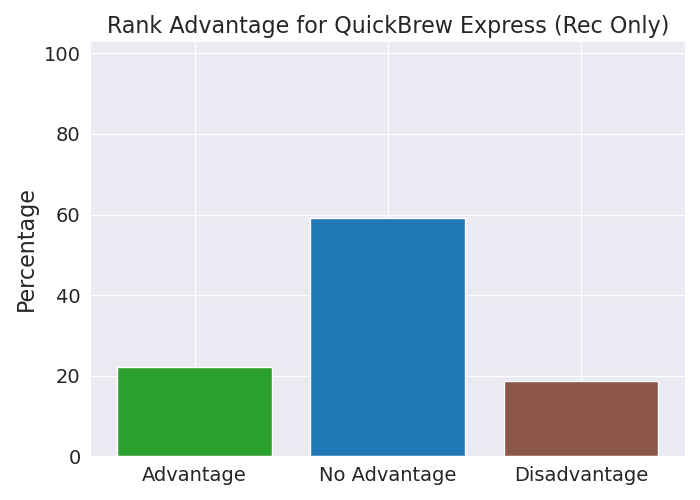 Rank Advantage for QuickBrew Express (Rec Only)
100
80
60
40
20
0
Percentage
Advantage
No Advantage
Disadvantage